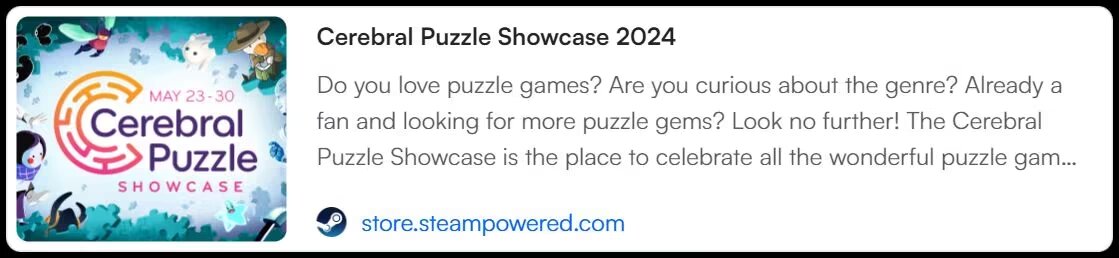 MAY 23-30
Cerebral
Puzzle
SHOWCASE
Cerebral Puzzle Showcase 2024
Do you love puzzle games? Are you curious about the genre? Already a
fan and looking for more puzzle gems? Look no further! The Cerebral
Puzzle Showcase is the place to celebrate all the wonderful puzzle gam...
store.steampowered.com